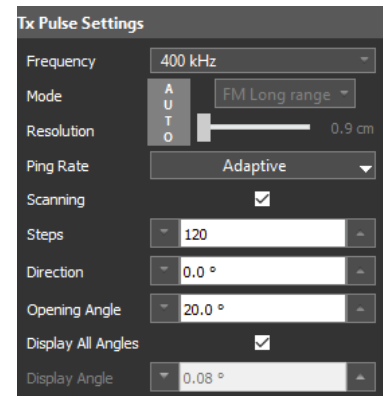 Tx Pulse Settings
Frequency 400 kHz
Mode AUTO FM Long range
Resolution 0.9 cm
Ping Rate Adaptive
Scanning
Steps 120
Direction 0.0 °
Opening Angle 20.0 °
Display All Angles
Display Angle 0.08 °